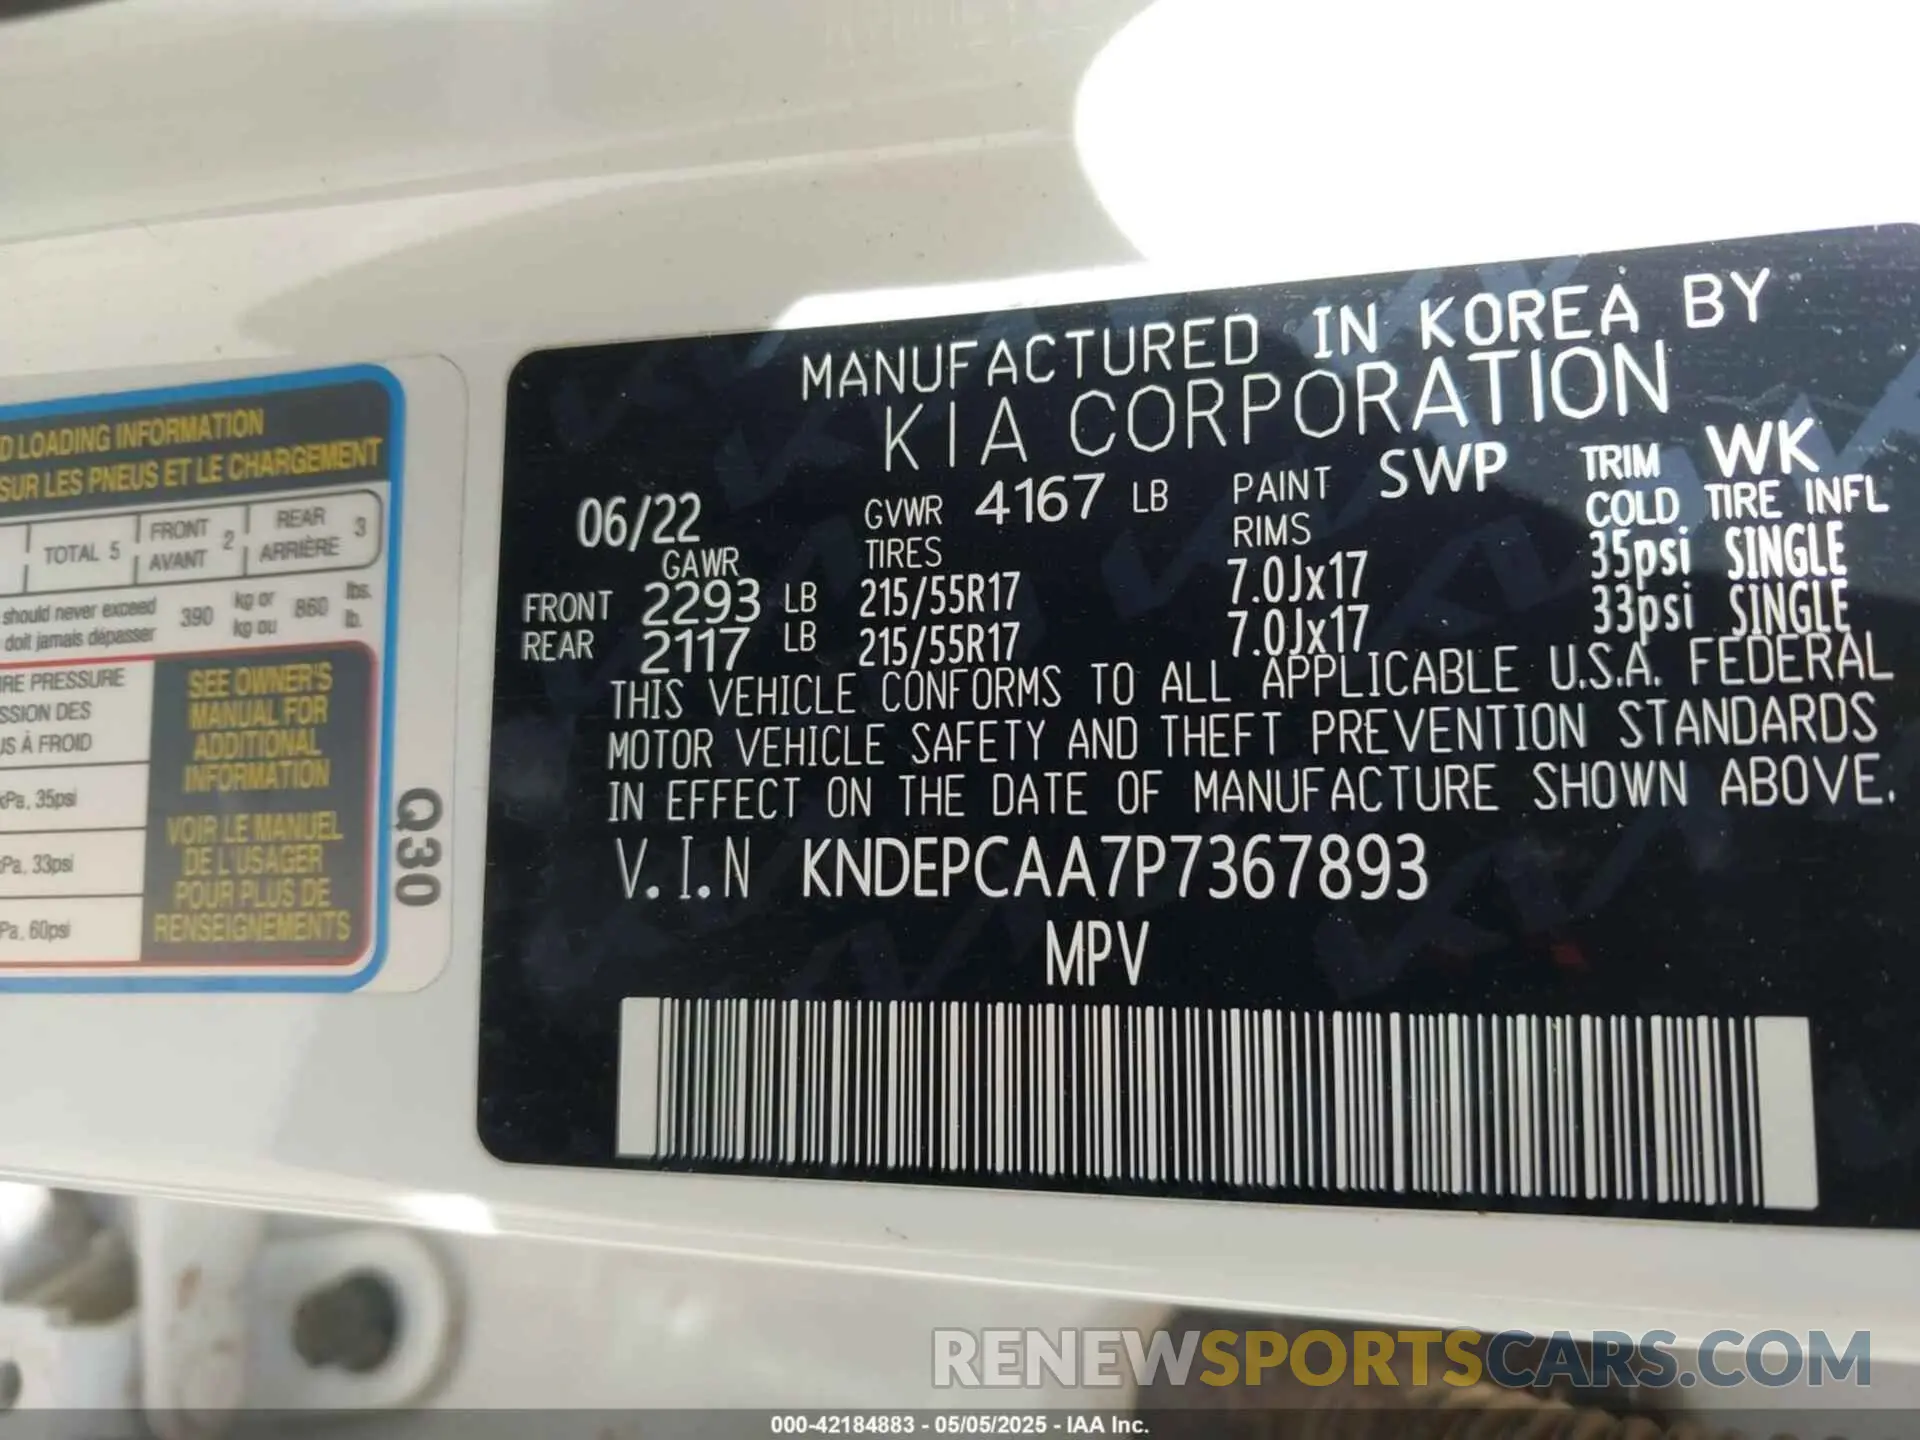 D LOADING INFORMATION
SUR LES PNEUS ET LE CHARGEMENT
TOTAL 5
FRONT
AVANT 2
REAR
ARRIÈRE 3
should never exceed
doit jamais dépasser
390 kg or
kg ou
860 lbs.
lb.
RE PRESSURE
SSION DES
US À FROID
kPa, 35psi
kPa, 33psi
Pa, 60psi
SEE OWNER'S
MANUAL FOR
ADDITIONAL
INFORMATION
VOIR LE MANUEL
DE L'USAGER
POUR PLUS DE
RENSEIGNEMENTS
Q30
MANUFACTURED IN KOREA BY
KIA CORPORATION
06/22 GVWR 4167 LB PAINT SWP TRIM WK
GAWR TIRES RIMS COLD TIRE INFL
FRONT 2293 LB 215/55R17 7.0Jx17 35psi SINGLE
REAR 2117 LB 215/55R17 7.0Jx17 33psi SINGLE
THIS VEHICLE CONFORMS TO ALL APPLICABLE U.S.A. FEDERAL
MOTOR VEHICLE SAFETY AND THEFT PREVENTION STANDARDS
IN EFFECT ON THE DATE OF MANUFACTURE SHOWN ABOVE.
V.I.N KNDEPCAA7P7367893
MPV
RENEWSPORTSCARS.COM
000-42184883 - 05/05/2025 - IAA Inc.